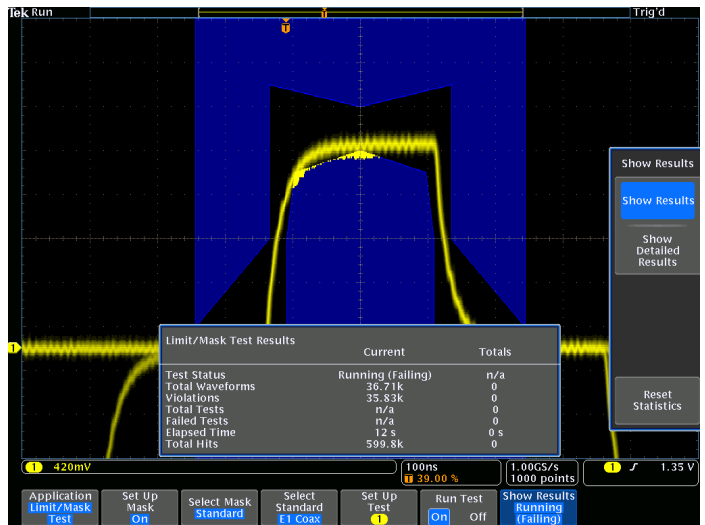 Tek Run Trig'd
T
T
Show Results
Show Results
Show
Detailed
Results
Reset
Statistics
1
Limit/Mask Test Results
Current Totals
Test Status Running (Failing) n/a
Total Waveforms 36.71k 0
Violations 35.83k 0
Total Tests n/a 0
Failed Tests n/a 0
Elapsed Time 12 s 0 s
Total Hits 599.8k 0
1 420mV
100ns
T 39.00 %
1.00GS/s
1000 points
1 1.35 V
Application
Limit/Mask
Test
Set Up
Mask
On
Select Mask
Standard
Select
Standard
E1 Coax
Set Up
Test
1
Run Test
On Off
Show Results
Running
(Failing)